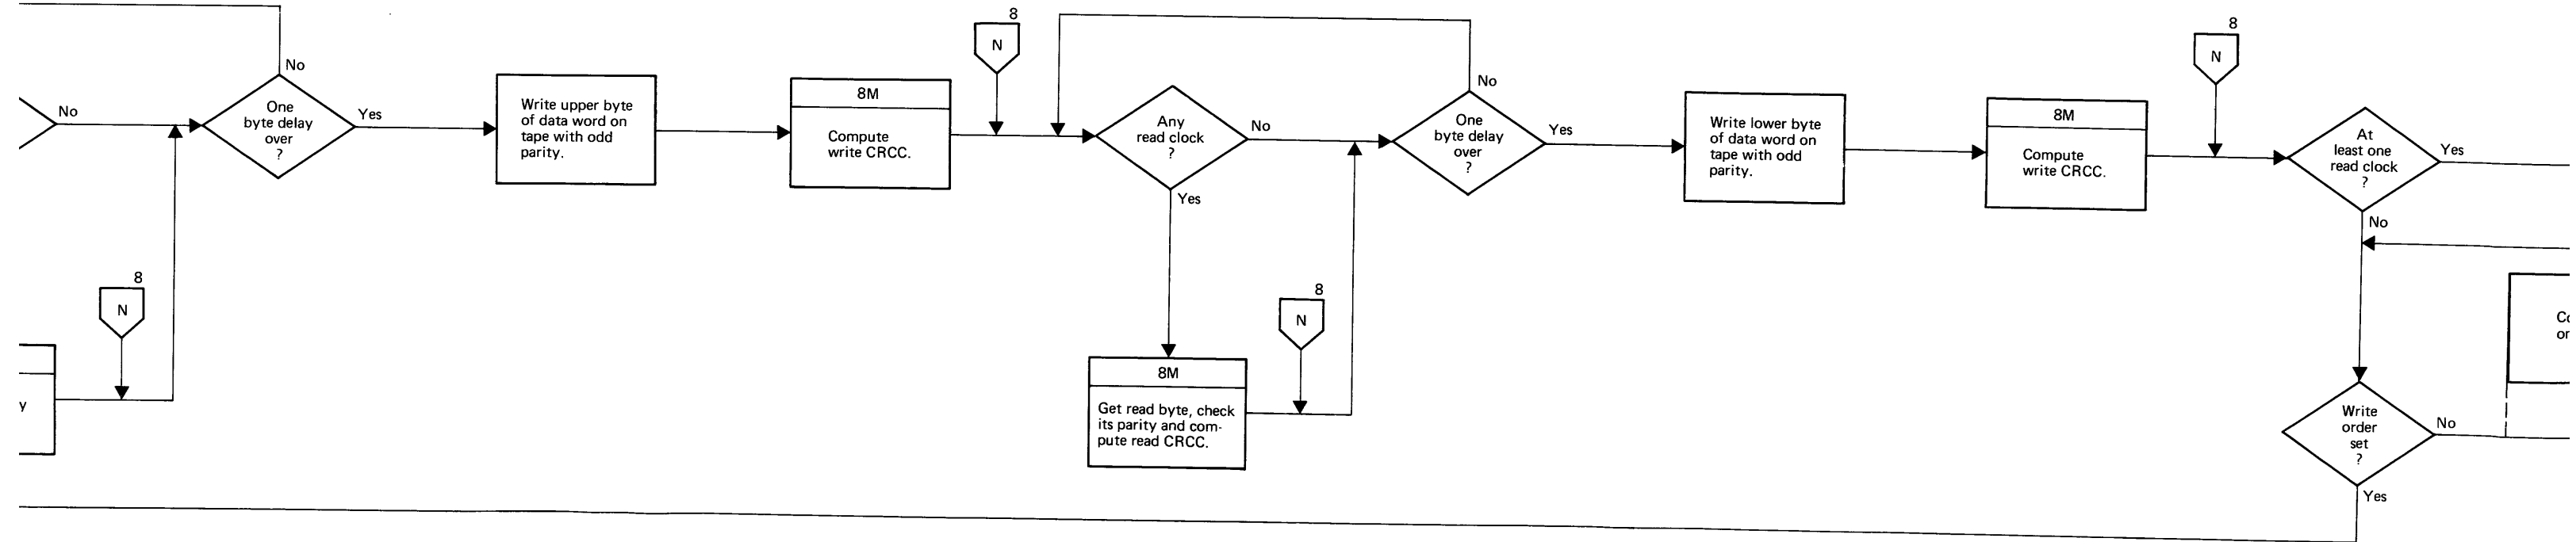 No
8
N
y
No
One
byte delay
over
?
Yes
Write upper byte
of data word on
tape with odd
parity.
8M
Compute
write CRCC.
8
N
Any
read clock
?
No
Yes
8M
Get read byte, check
its parity and com-
pute read CRCC.
8
N
No
One
byte delay
over
?
Yes
Write lower byte
of data word on
tape with odd
parity.
8M
Compute
write CRCC.
8
N
At
least one
read clock
?
Yes
No
Write
order
set
?
No
Yes
or